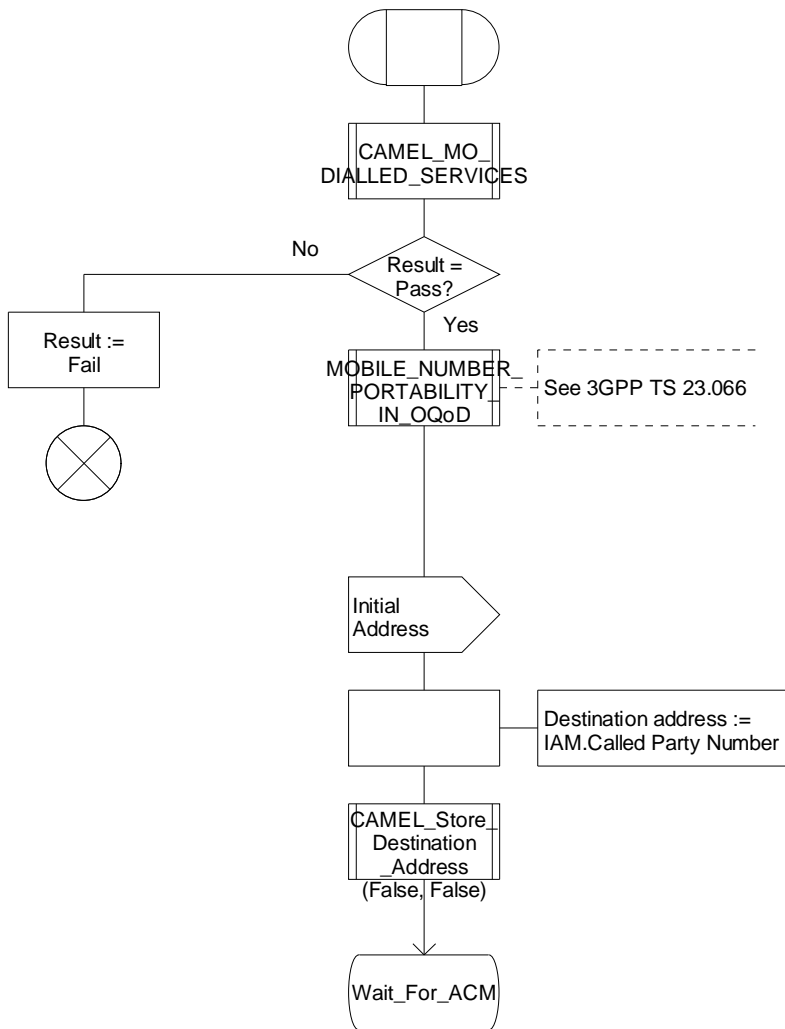 CAMEL_MO_
DIALLED_SERVICES
No
Result =
Pass?
Result :=
Fail
Yes
MOBILE_NUMBER_
PORTABILITY_
IN_OQoD
See 3GPP TS 23.066
Initial
Address
Destination address :=
IAM.Called Party Number
CAMEL_Store_
Destination
_Address
(False, False)
Wait_For_ACM